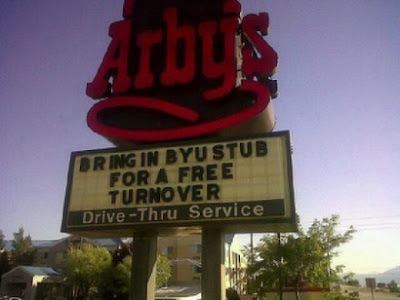 Arby's
BRING IN BYU STUB
FOR A FREE
TURNOVER
Drive-Thru Service